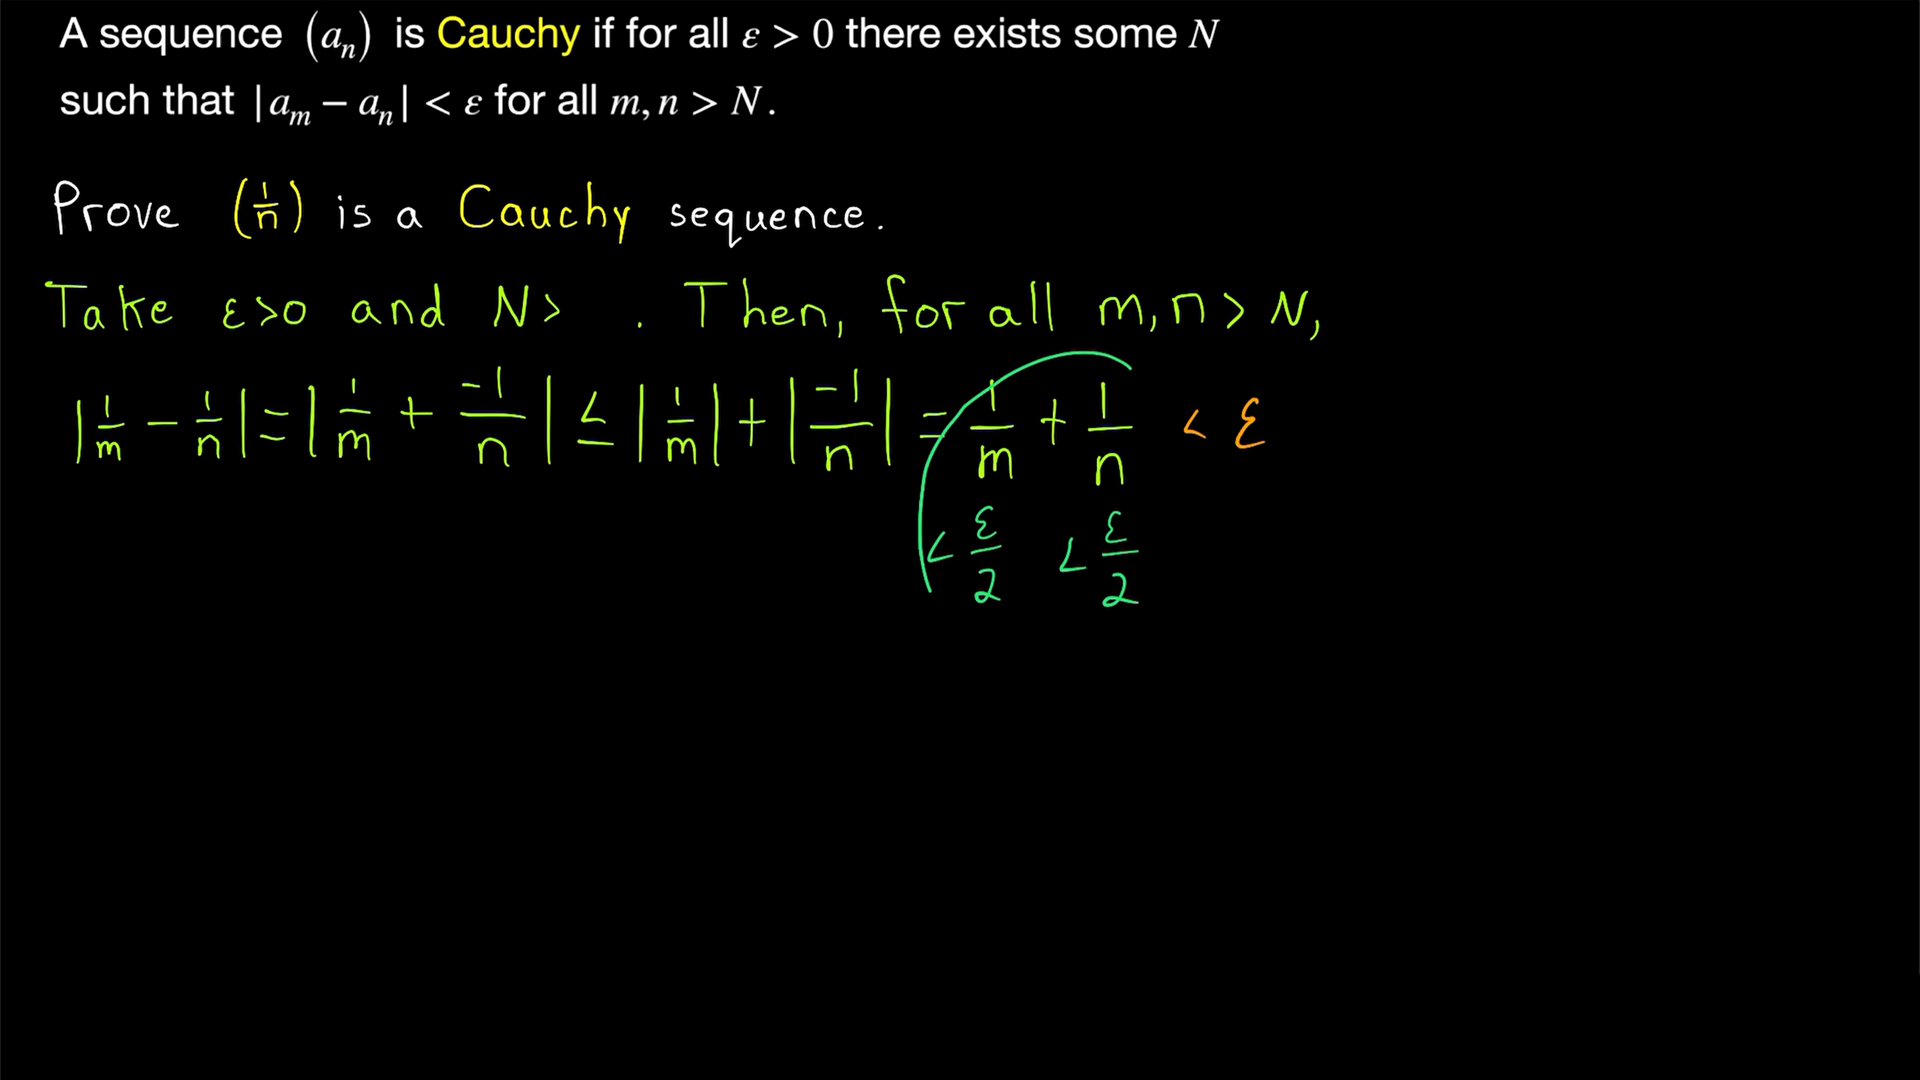 A sequence (aₙ) is Cauchy if for all ε > 0 there exists some N
such that |aₘ − aₙ| < ε for all m, n > N.
Prove (1/n) is a Cauchy sequence.
Take ε>0 and N> . Then, for all m,n > N,
|1/m − 1/n| = |1/m + -1/n| ≤ |1/m| + |-1/n| = 1/m + 1/n < ε
< ε/2 < ε/2